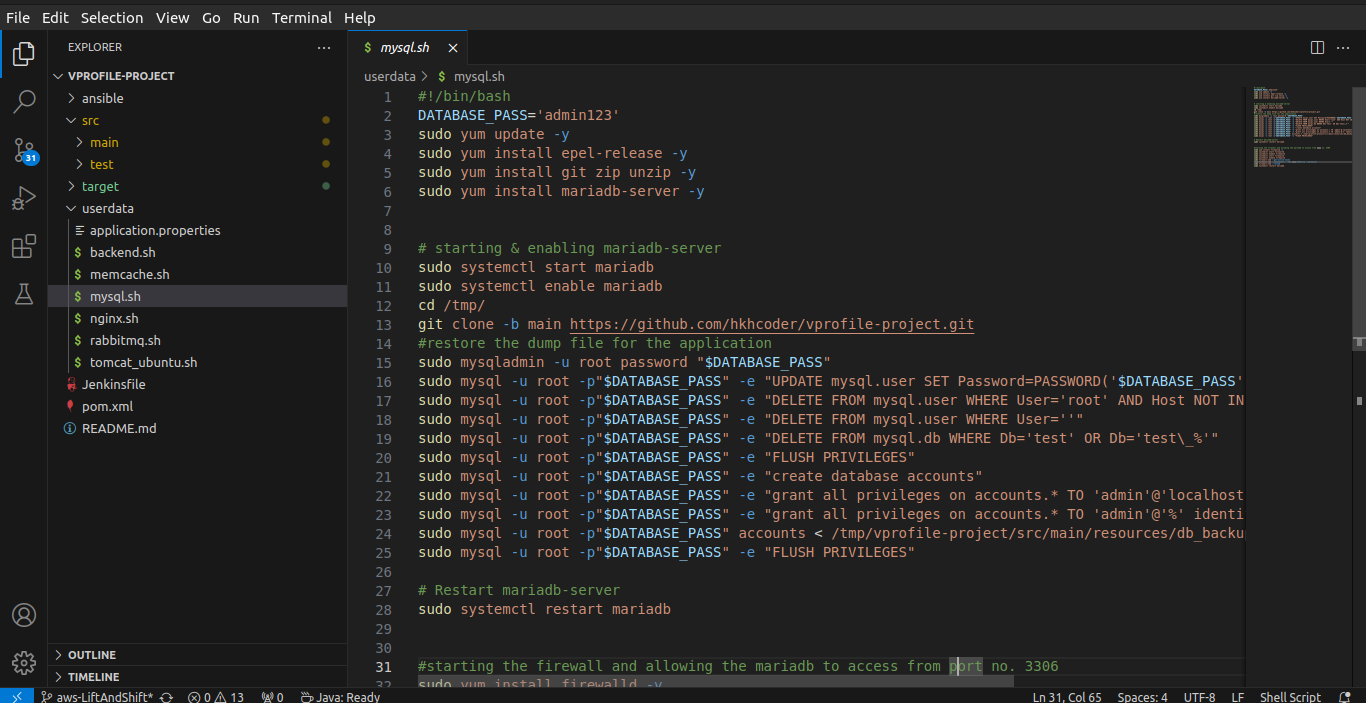 File Edit Selection View Go Run Terminal Help
EXPLORER
VPROFILE-PROJECT
ansible
src
main
test
target
userdata
application.properties
backend.sh
memcache.sh
mysql.sh
nginx.sh
rabbitmq.sh
tomcat_ubuntu.sh
Jenkinsfile
pom.xml
README.md
OUTLINE
TIMELINE
31
mysql.sh
userdata > $ mysql.sh
1 #!/bin/bash
2 DATABASE_PASS='admin123'
3 sudo yum update -y
4 sudo yum install epel-release -y
5 sudo yum install git zip unzip -y
6 sudo yum install mariadb-server -y
7
8
9 # starting & enabling mariadb-server
10 sudo systemctl start mariadb
11 sudo systemctl enable mariadb
12 cd /tmp/
13 git clone -b main https://github.com/hkhcoder/vprofile-project.git
14 #restore the dump file for the application
15 sudo mysqladmin -u root password "$DATABASE_PASS"
16 sudo mysql -u root -p"$DATABASE_PASS" -e "UPDATE mysql.user SET Password=PASSWORD('$DATABASE_PASS'
17 sudo mysql -u root -p"$DATABASE_PASS" -e "DELETE FROM mysql.user WHERE User='root' AND Host NOT IN
18 sudo mysql -u root -p"$DATABASE_PASS" -e "DELETE FROM mysql.user WHERE User=''"
19 sudo mysql -u root -p"$DATABASE_PASS" -e "DELETE FROM mysql.db WHERE Db='test' OR Db='test\_%'"
20 sudo mysql -u root -p"$DATABASE_PASS" -e "FLUSH PRIVILEGES"
21 sudo mysql -u root -p"$DATABASE_PASS" -e "create database accounts"
22 sudo mysql -u root -p"$DATABASE_PASS" -e "grant all privileges on accounts.* TO 'admin'@'localhost
23 sudo mysql -u root -p"$DATABASE_PASS" -e "grant all privileges on accounts.* TO 'admin'@'%' identi
24 sudo mysql -u root -p"$DATABASE_PASS" accounts < /tmp/vprofile-project/src/main/resources/db_backu
25 sudo mysql -u root -p"$DATABASE_PASS" -e "FLUSH PRIVILEGES"
26
27 # Restart mariadb-server
28 sudo systemctl restart mariadb
29
30
31 #starting the firewall and allowing the mariadb to access from port no. 3306
32 sudo yum install firewalld -y
aws-LiftAndShift* 0 13 0 Java: Ready Ln 31, Col 65 Spaces: 4 UTF-8 LF Shell Script